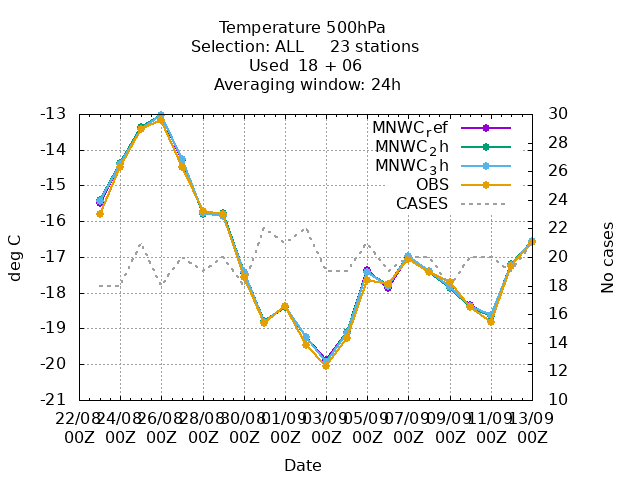 Temperature 500hPa
Selection: ALL 23 stations
Used 18 + 06
Averaging window: 24h
-13
-14
-15
-16
-17
-18
-19
-20
-21
deg C
MNWC_ref
MNWC_2h
MNWC_3h
OBS
CASES
30
28
26
24
22
20
18
16
14
12
10
No cases
22/08 24/08 26/08 28/08 30/08 01/09 03/09 05/09 07/09 09/09 11/09 13/09
00Z 00Z 00Z 00Z 00Z 00Z 00Z 00Z 00Z 00Z 00Z 00Z
Date